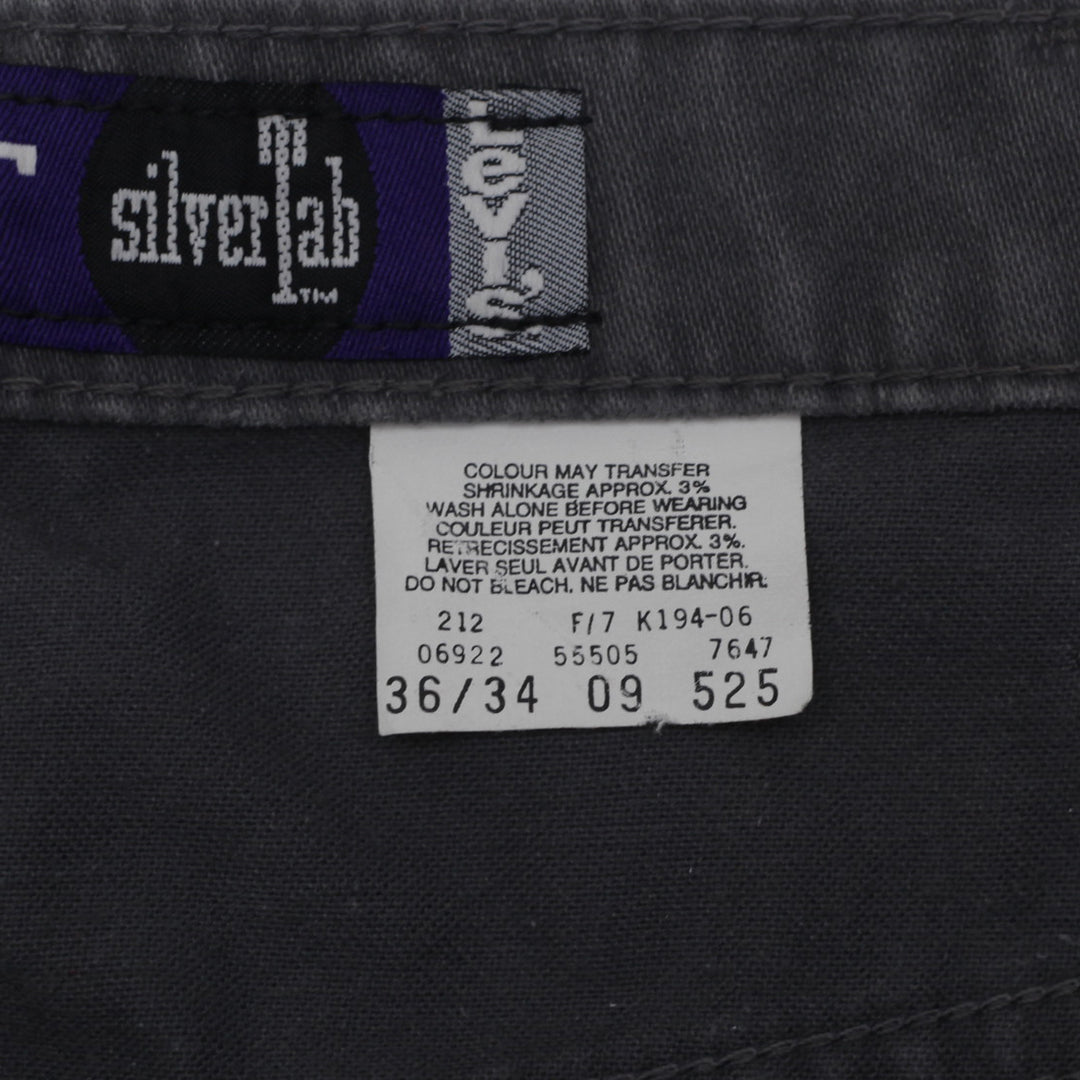 silverTab
TM
Levi's
COLOUR MAY TRANSFER
SHRINKAGE APPROX. 3%
WASH ALONE BEFORE WEARING
COULEUR PEUT TRANSFERER.
RETRECISSEMENT APPROX. 3%.
LAVER SEUL AVANT DE PORTER.
DO NOT BLEACH. NE PAS BLANCHIR.
212 F/7 K194-06
06922 55505 7647
36/34 09 525